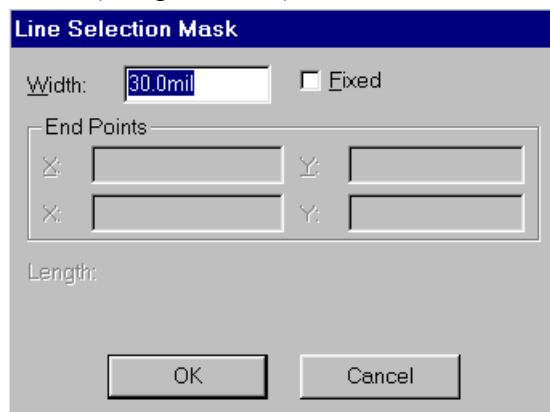 Line Selection Mask
Width: 30.0mil Fixed
End Points
X: Y:
X: Y:
Length:
OK Cancel